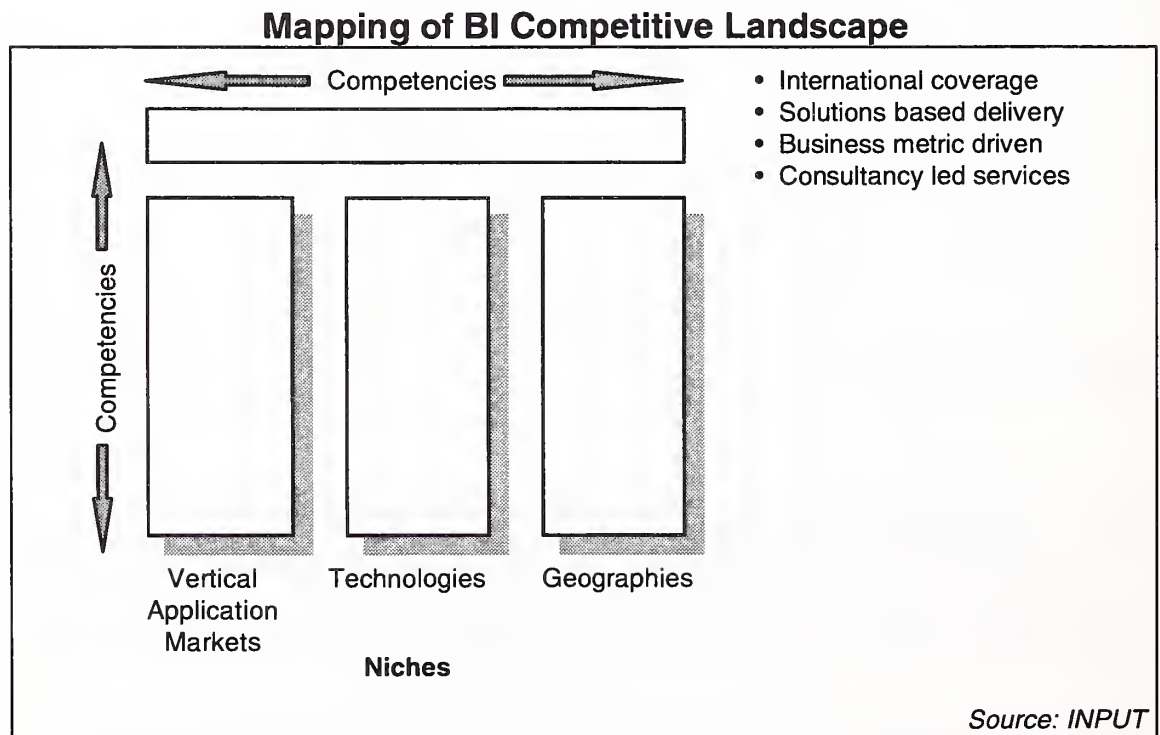 Mapping of BI Competitive Landscape
Competencies
• International coverage
• Solutions based delivery
• Business metric driven
• Consultancy led services
Competencies
Vertical
Application
Markets
Technologies
Geographies
Niches
Source: INPUT